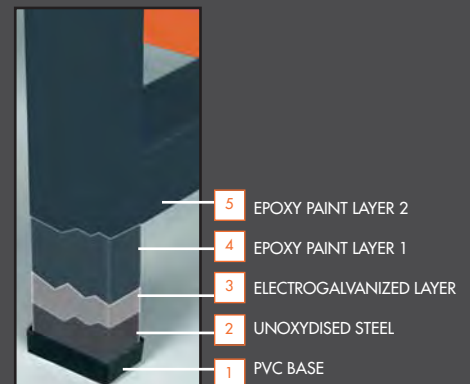 5 EPOXY PAINT LAYER 2
4 EPOXY PAINT LAYER 1
3 ELECTROGALVANIZED LAYER
2 UNOXYDISED STEEL
1 PVC BASE